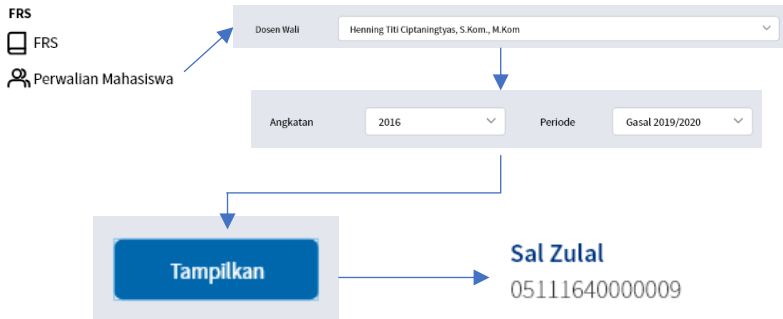 FRS
FRS
Perwalian Mahasiswa
Dosen Wali Henning Titi Ciptaningtyas, S.Kom., M.Kom
Angkatan 2016 Periode Gasal 2019/2020
Tampilkan
Sal Zulal
05111640000009